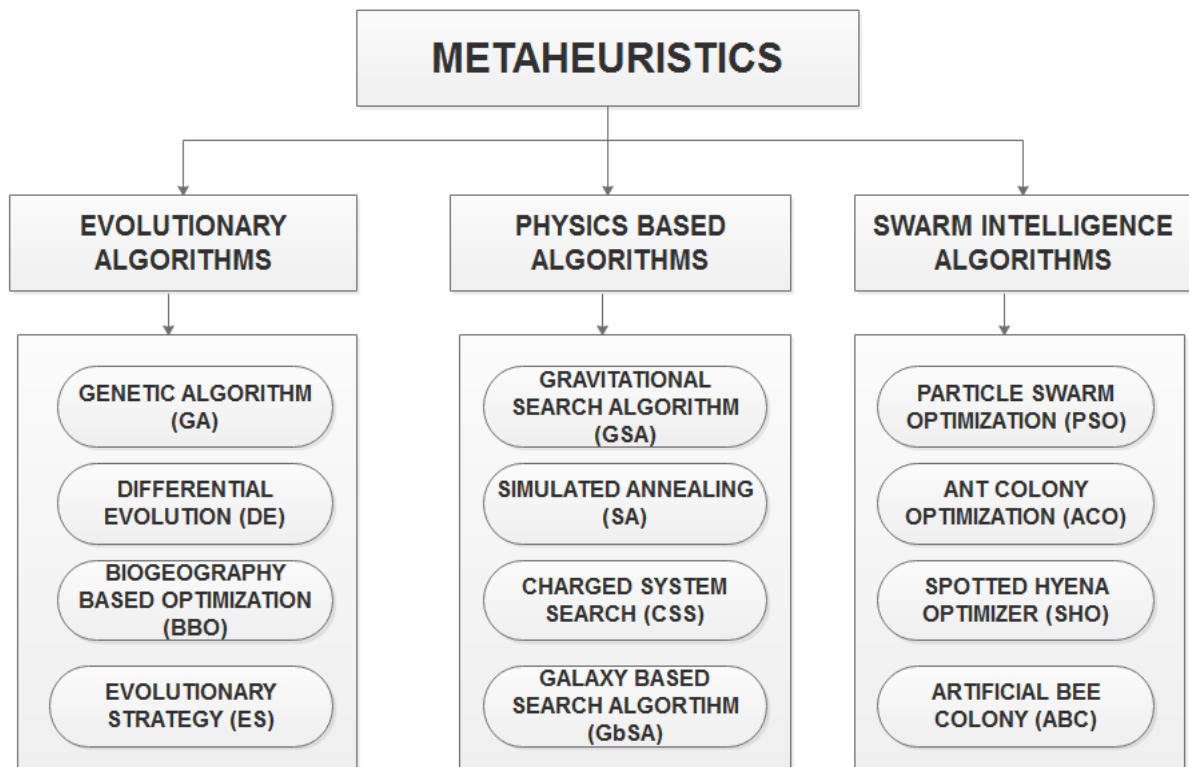 METAHEURISTICS
EVOLUTIONARY
ALGORITHMS
PHYSICS BASED
ALGORITHMS
SWARM INTELLIGENCE
ALGORITHMS
GENETIC ALGORITHM
(GA)
DIFFERENTIAL
EVOLUTION (DE)
BIOGEOGRAPHY
BASED OPTIMIZATION
(BBO)
EVOLUTIONARY
STRATEGY (ES)
GRAVITATIONAL
SEARCH ALGORITHM
(GSA)
SIMULATED ANNEALING
(SA)
CHARGED SYSTEM
SEARCH (CSS)
GALAXY BASED
SEARCH ALGORTIHM
(GbSA)
PARTICLE SWARM
OPTIMIZATION (PSO)
ANT COLONY
OPTIMIZATION (ACO)
SPOTTED HYENA
OPTIMIZER (SHO)
ARTIFICIAL BEE
COLONY (ABC)